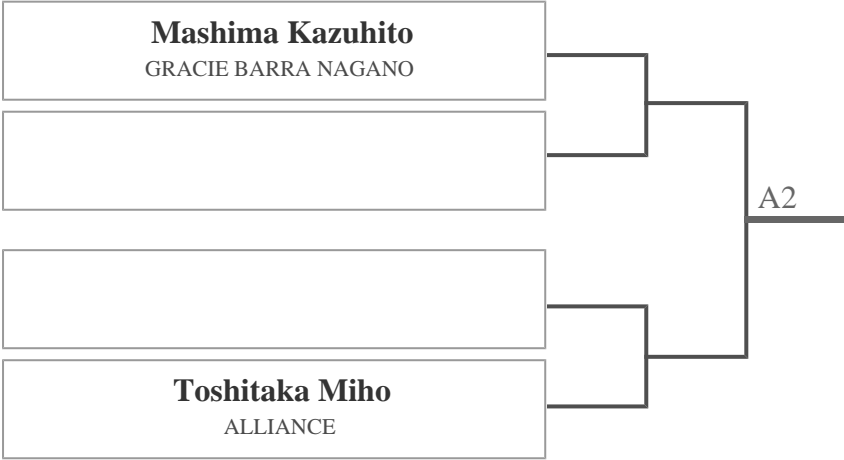 Mashima Kazuhito
GRACIE BARRA NAGANO
A2
Toshitaka Miho
ALLIANCE